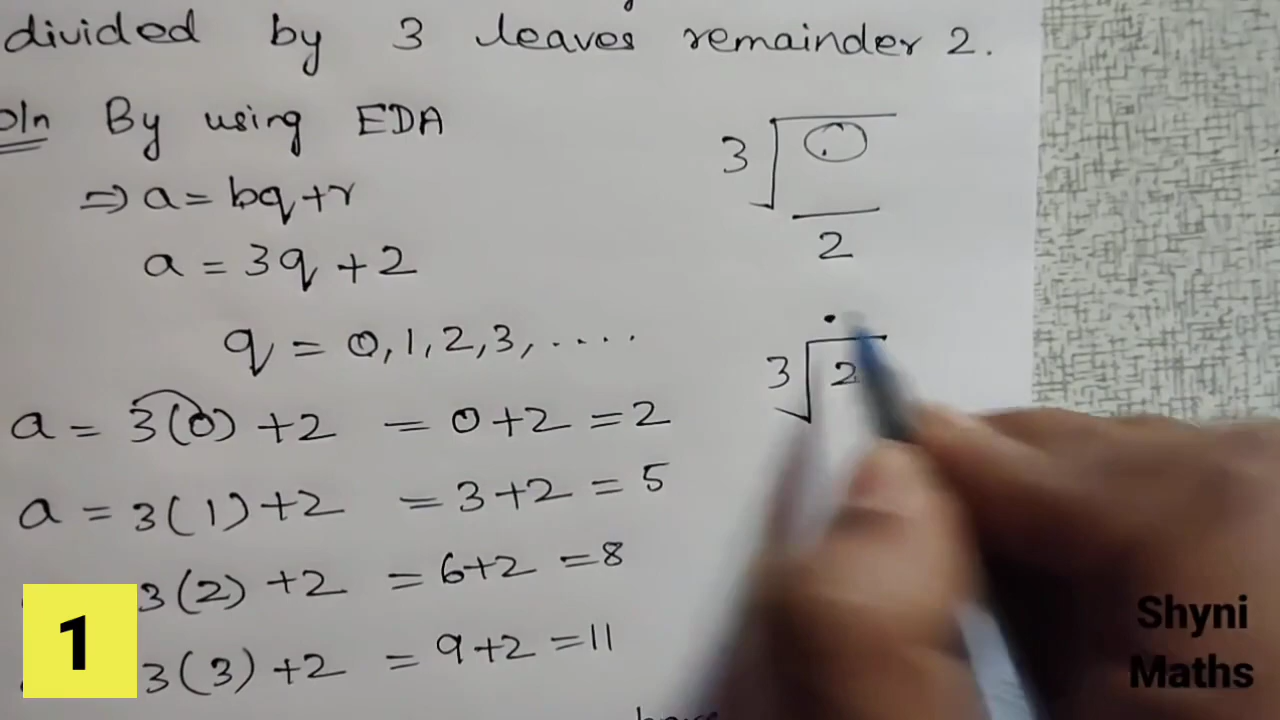 divided by 3 leaves remainder 2.
oln By using EDA
⇒ a = bq+r
a = 3q + 2
q = 0,1,2,3, ....
a = 3(0) +2 = 0+2 = 2
a = 3(1)+2 = 3+2 = 5
3(2) +2 = 6+2 = 8
3(3) +2 = 9+2 = 11
3
2
3 2
1
Shyni
Maths